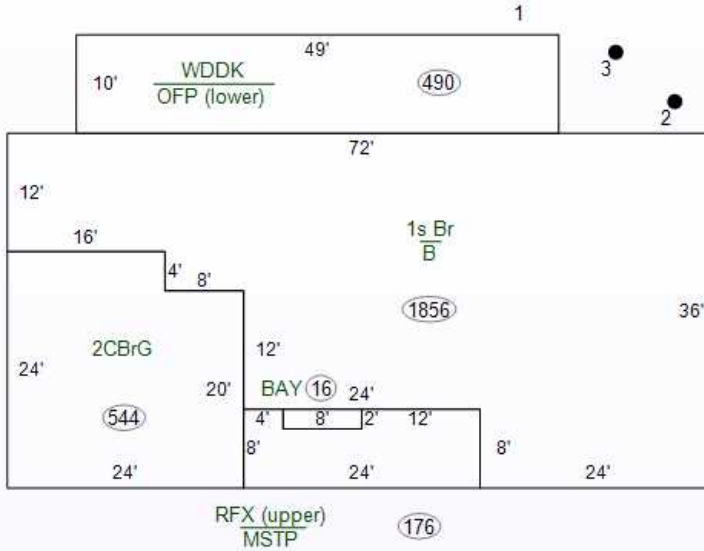 1
49'
10' WDDK 490 3
OFP (lower)
2
72'
12'
1s Br
B
16'
4' 8'
1856 36'
2CBrG 12'
24'
20' BAY 16 24'
544 4' 8' 2' 12'
8' 8'
24' 24' 24'
RFX (upper) 176
MSTP